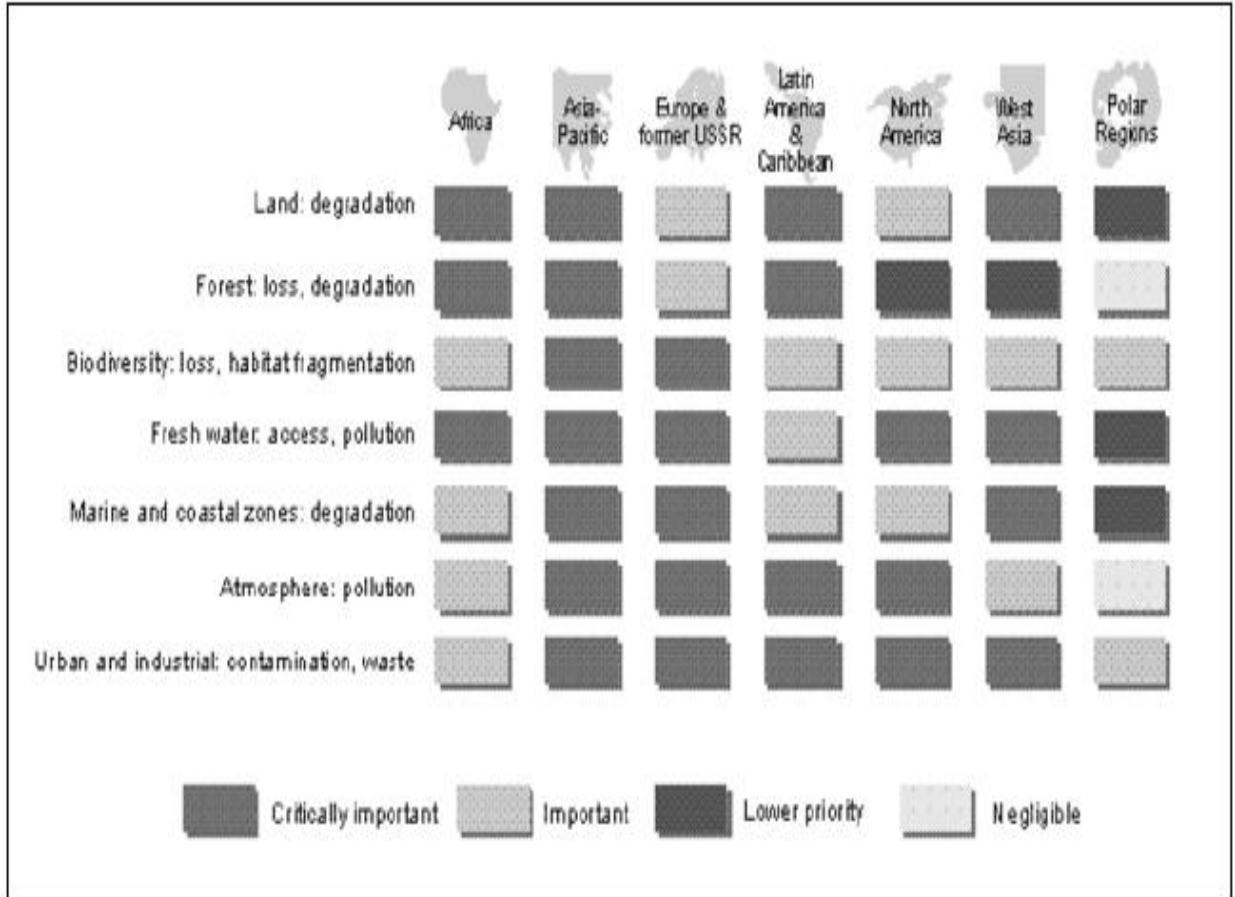 Africa
Asia-
Pacific
Europe &
former USSR
Latin
America
&
Caribbean
North
America
West
Asia
Polar
Regions
Land: degradation
Forest: loss, degradation
Biodiversity: loss, habitat fragmentation
Fresh water: access, pollution
Marine and coastal zones: degradation
Atmosphere: pollution
Urban and industrial: contamination, waste
Critically important
Important
Lower priority
Negligible